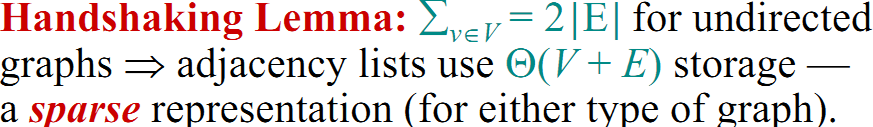 Handshaking Lemma: ∑v∈V = 2|E| for undirected
graphs ⇒ adjacency lists use Θ(V + E) storage —
a sparse representation (for either type of graph).